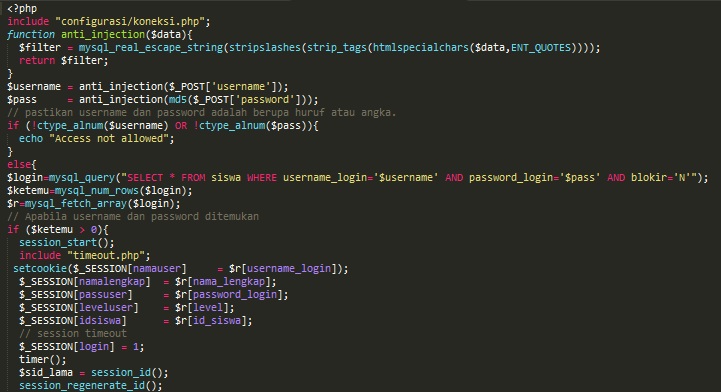 <?php
include "configurasi/koneksi.php";
function anti_injection($data){
  $filter = mysql_real_escape_string(stripslashes(strip_tags(htmlspecialchars($data,ENT_QUOTES))));
  return $filter;
}
$username = anti_injection($_POST['username']);
$pass     = anti_injection(md5($_POST['password']));
// pastikan username dan password adalah berupa huruf atau angka.
if (!ctype_alnum($username) OR !ctype_alnum($pass)){
  echo "Access not allowed";
}
else{
$login=mysql_query("SELECT * FROM siswa WHERE username_login='$username' AND password_login='$pass' AND blokir='N'");
$ketemu=mysql_num_rows($login);
$r=mysql_fetch_array($login);
// Apabila username dan password ditemukan
if ($ketemu > 0){
  session_start();
  include "timeout.php";
 setcookie($_SESSION[namauser]     = $r[username_login]);
  $_SESSION[namalengkap]  = $r[nama_lengkap];
  $_SESSION[passuser]     = $r[password_login];
  $_SESSION[leveluser]    = $r[level];
  $_SESSION[idsiswa]      = $r[id_siswa];
  // session timeout
  $_SESSION[login] = 1;
  timer();
  $sid_lama = session_id();
  session_regenerate_id();